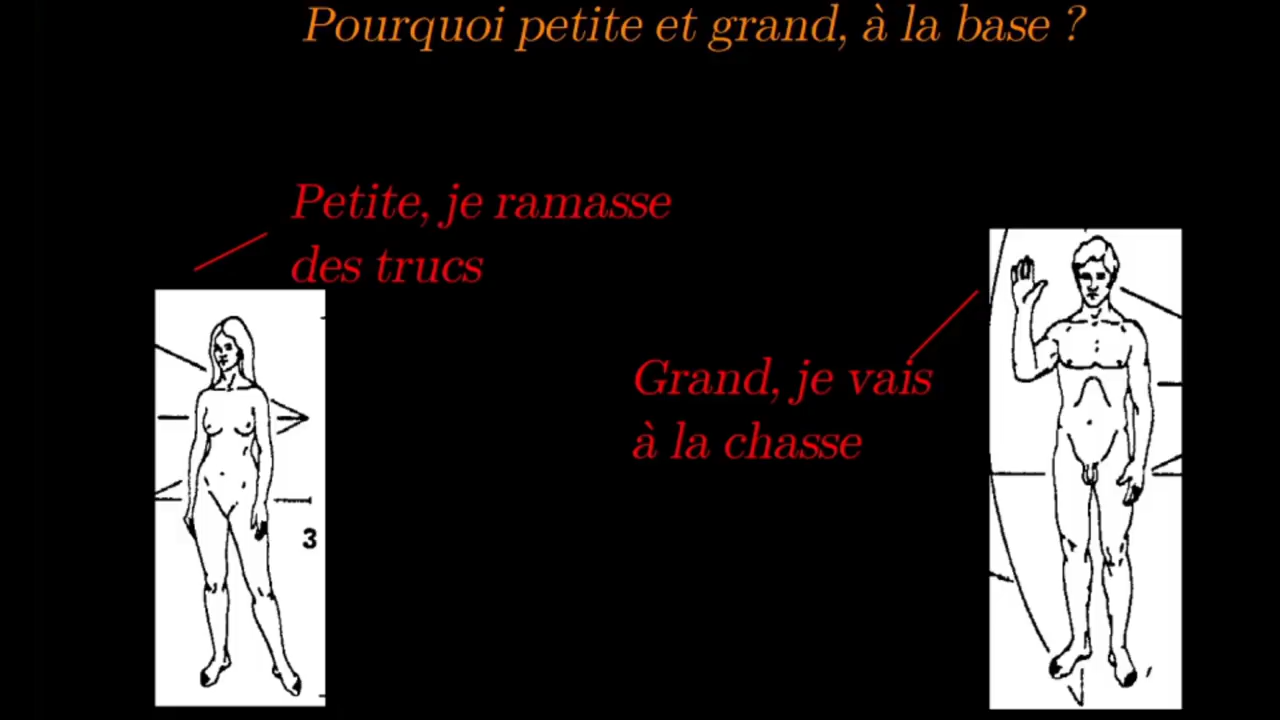 Pourquoi petite et grand, à la base ?
Petite, je ramasse
des trucs
Grand, je vais
à la chasse
3